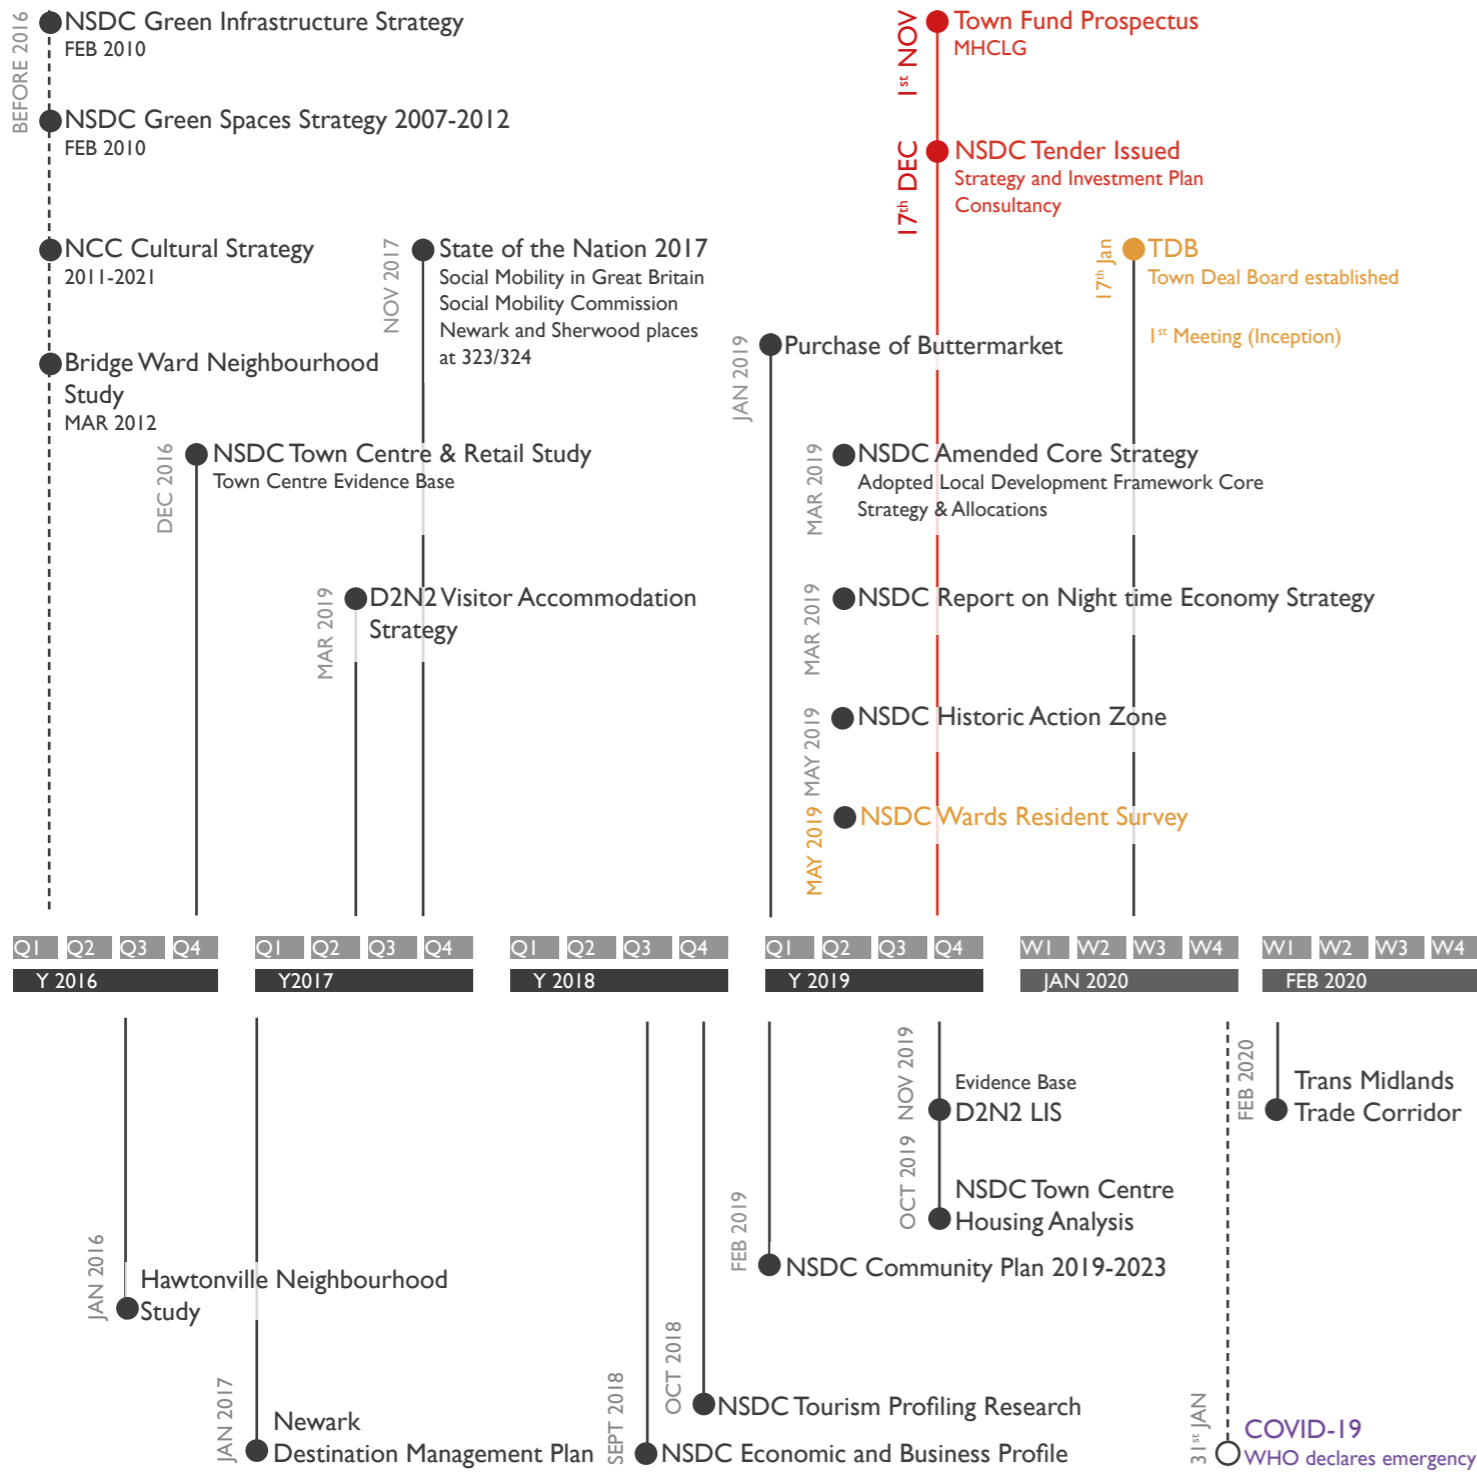 BEFORE 2016
NSDC Green Infrastructure Strategy
FEB 2010
NSDC Green Spaces Strategy 2007-2012
FEB 2010
NCC Cultural Strategy
2011-2021
Bridge Ward Neighbourhood
Study
MAR 2012
DEC 2016
NSDC Town Centre & Retail Study
Town Centre Evidence Base
MAR 2019
D2N2 Visitor Accommodation
Strategy
NOV 2017
State of the Nation 2017
Social Mobility in Great Britain
Social Mobility Commission
Newark and Sherwood places
at 323/324
JAN 2019
Purchase of Buttermarket
1st NOV
Town Fund Prospectus
MHCLG
17th DEC
NSDC Tender Issued
Strategy and Investment Plan
Consultancy
17th Jan
TDB
Town Deal Board established
1st Meeting (Inception)
MAR 2019
NSDC Amended Core Strategy
Adopted Local Development Framework Core
Strategy & Allocations
MAR 2019
NSDC Report on Night time Economy Strategy
MAY 2019
NSDC Historic Action Zone
MAY 2019
NSDC Wards Resident Survey
Q1 Q2 Q3 Q4
Y 2016
Q1 Q2 Q3 Q4
Y2017
Q1 Q2 Q3 Q4
Y 2018
Q1 Q2 Q3 Q4
Y 2019
W1 W2 W3 W4
JAN 2020
W1 W2 W3 W4
FEB 2020
JAN 2016
Hawtonville Neighbourhood
Study
JAN 2017
Newark
Destination Management Plan
SEPT 2018
NSDC Economic and Business Profile
OCT 2018
NSDC Tourism Profiling Research
FEB 2019
NSDC Community Plan 2019-2023
NOV 2019
Evidence Base
D2N2 LIS
OCT 2019
NSDC Town Centre
Housing Analysis
31st JAN
COVID-19
WHO declares emergency
FEB 2020
Trans Midlands
Trade Corridor